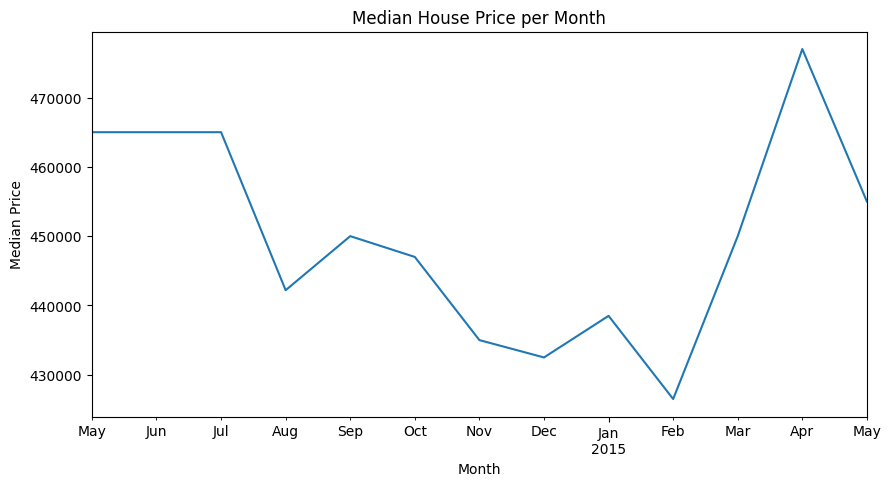 Median House Price per Month
Median Price
470000
460000
450000
440000
430000
May Jun Jul Aug Sep Oct Nov Dec Jan Feb Mar Apr May
2015
Month